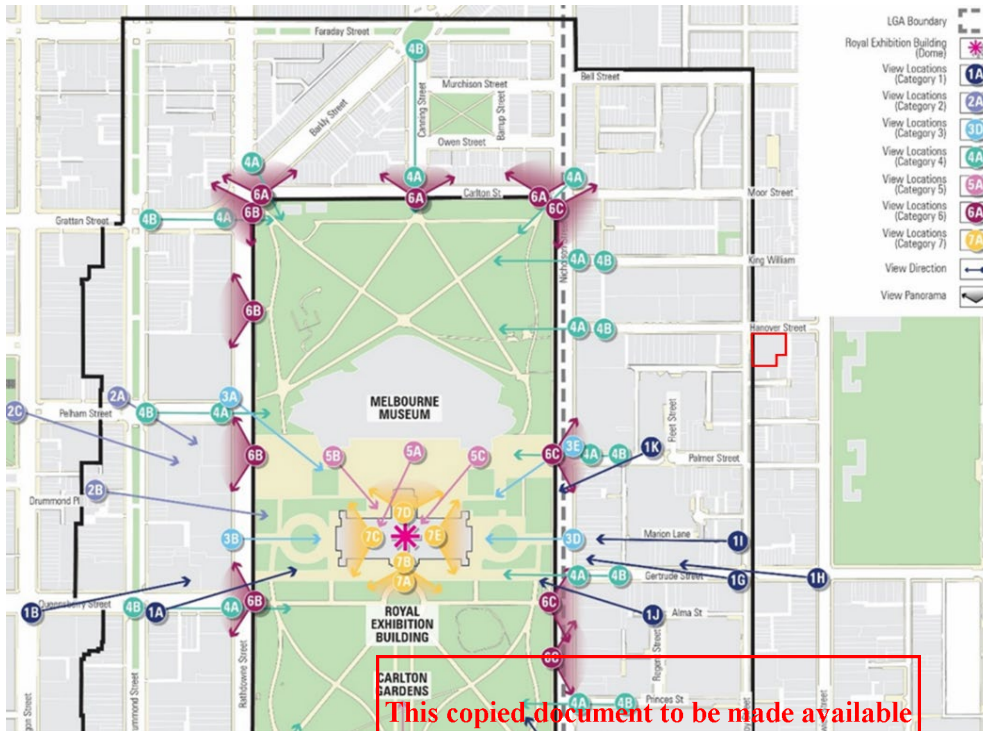 Faraday Street
4B
Bell Street
Murchison Street
Barkly Street
Canning Street
Barrup Street
Owen Street
4A
4A
4A
6A
6A
6A
Carlton St
Moor Street
6B
6C
Grattan Street
4B
4A
4A
4B
King William
4A
4B
Hanover Street
6B
MELBOURNE
MUSEUM
2A
3A
2C
Pelham Street
4B
4A
Fleet Street
6B
5B
5A
5C
6C
3E
4A
4B
1K
Palmer Street
2B
Drummond Pl
7D
3B
7C
7E
3D
Marion Lane
1I
7B
7A
4A
4B
Gertrude Street
1G
1H
1B
Queensberry Street
4B
1A
4A
6B
6C
1J
Alma St
ROYAL
EXHIBITION
BUILDING
Rathdowne Street
6C
CARLTON
GARDENS
4A
4B
Princes St
This copied document to be made available
LGA Boundary
Royal Exhibition Building
(Dome)
View Locations
(Category 1)
1A
View Locations
(Category 2)
2A
View Locations
(Category 3)
3D
View Locations
(Category 4)
4A
View Locations
(Category 5)
5A
View Locations
(Category 6)
6A
View Locations
(Category 7)
7A
View Direction
View Panorama